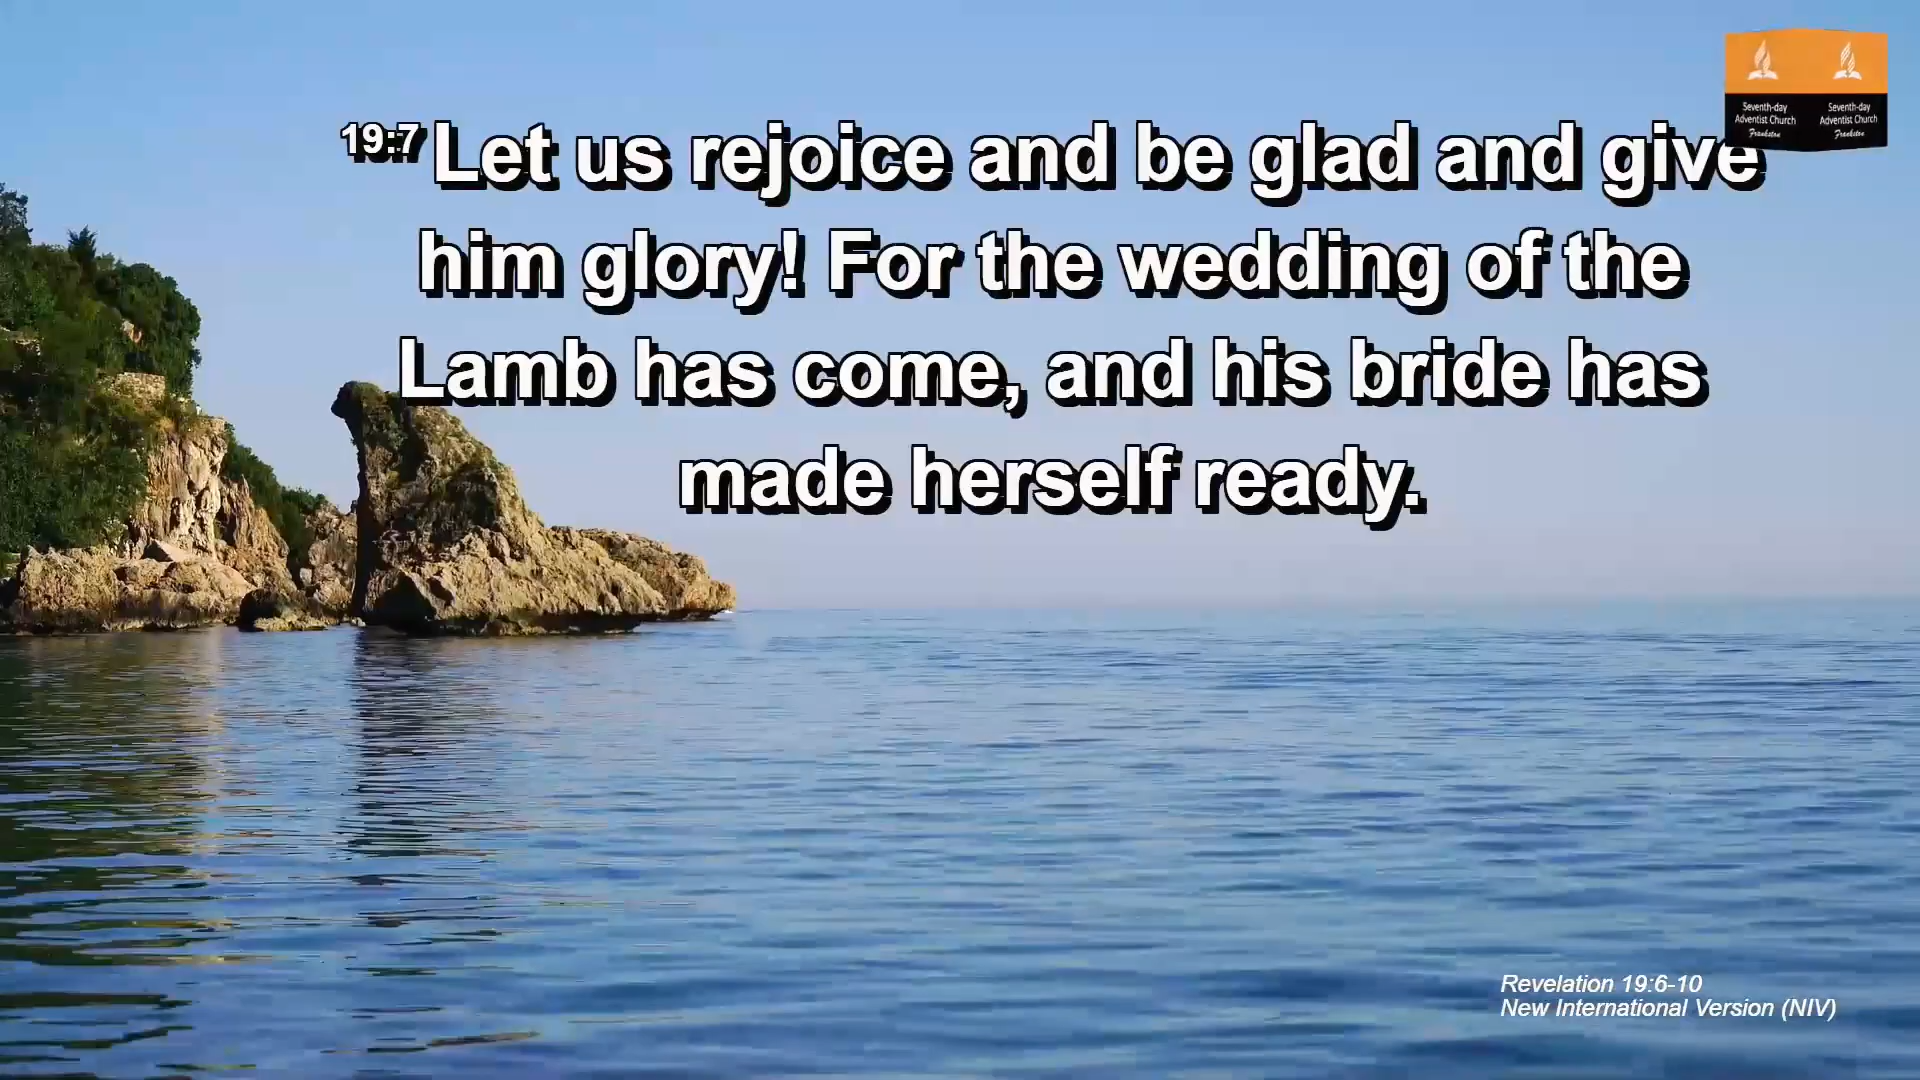 Seventh-day Adventist Church Frankston
Seventh-day Adventist Church Frankston
19:7 Let us rejoice and be glad and give
him glory! For the wedding of the
Lamb has come, and his bride has
made herself ready.
Revelation 19:6-10
New International Version (NIV)